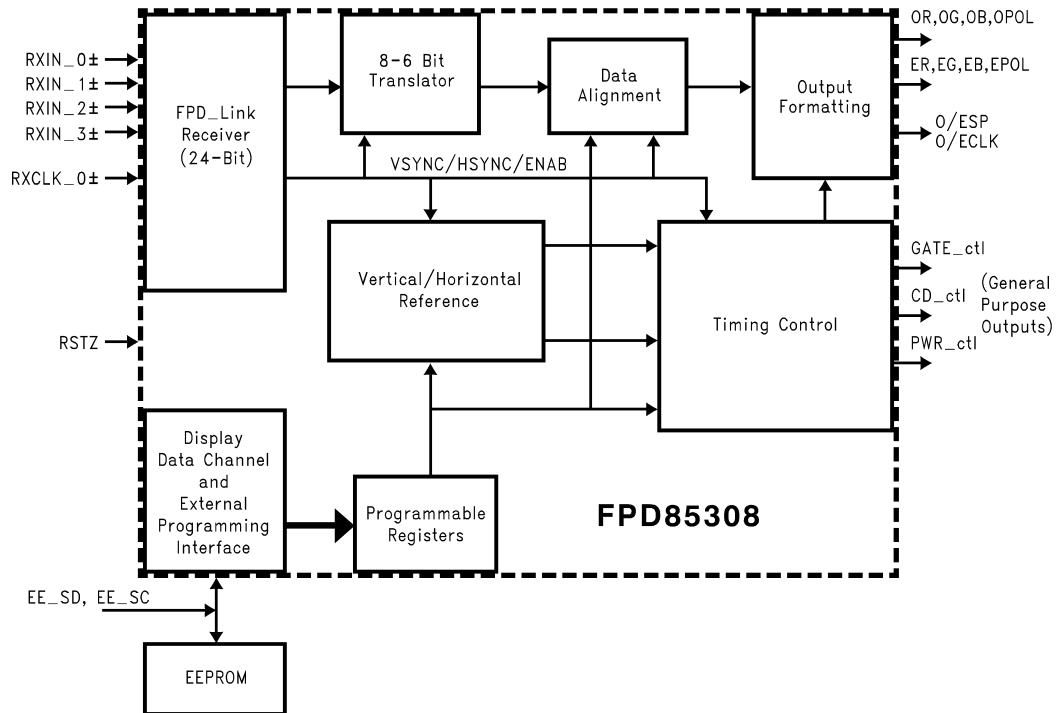 OR,OG,OB,OPOL
RXIN_0±
RXIN_1±
RXIN_2±
RXIN_3±
RXCLK_0±
FPD_Link
Receiver
(24-Bit)
8-6 Bit
Translator
Data
Alignment
Output
Formatting
ER,EG,EB,EPOL
O/ESP
O/ECLK
VSYNC/HSYNC/ENAB
Vertical/Horizontal
Reference
Timing Control
GATE_ctl
CD_ctl
PWR_ctl
(General
Purpose
Outputs)
RSTZ
Display
Data Channel
and
External
Programming
Interface
Programmable
Registers
FPD85308
EE_SD, EE_SC
EEPROM